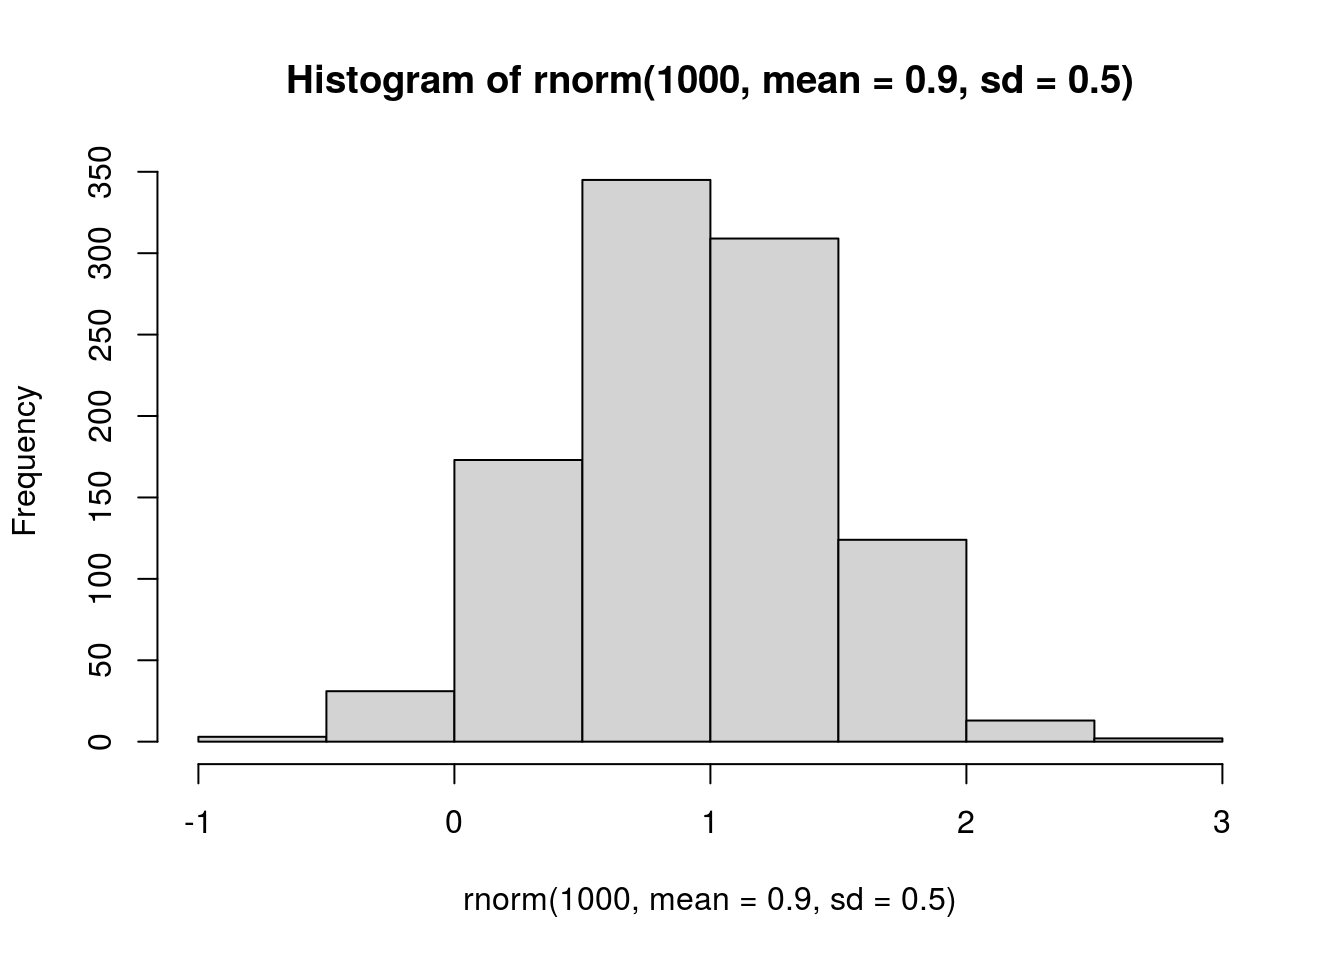 Histogram of rnorm(1000, mean = 0.9, sd = 0.5)
Frequency
350
300
250
200
150
100
50
0
-1 0 1 2 3
rnorm(1000, mean = 0.9, sd = 0.5)